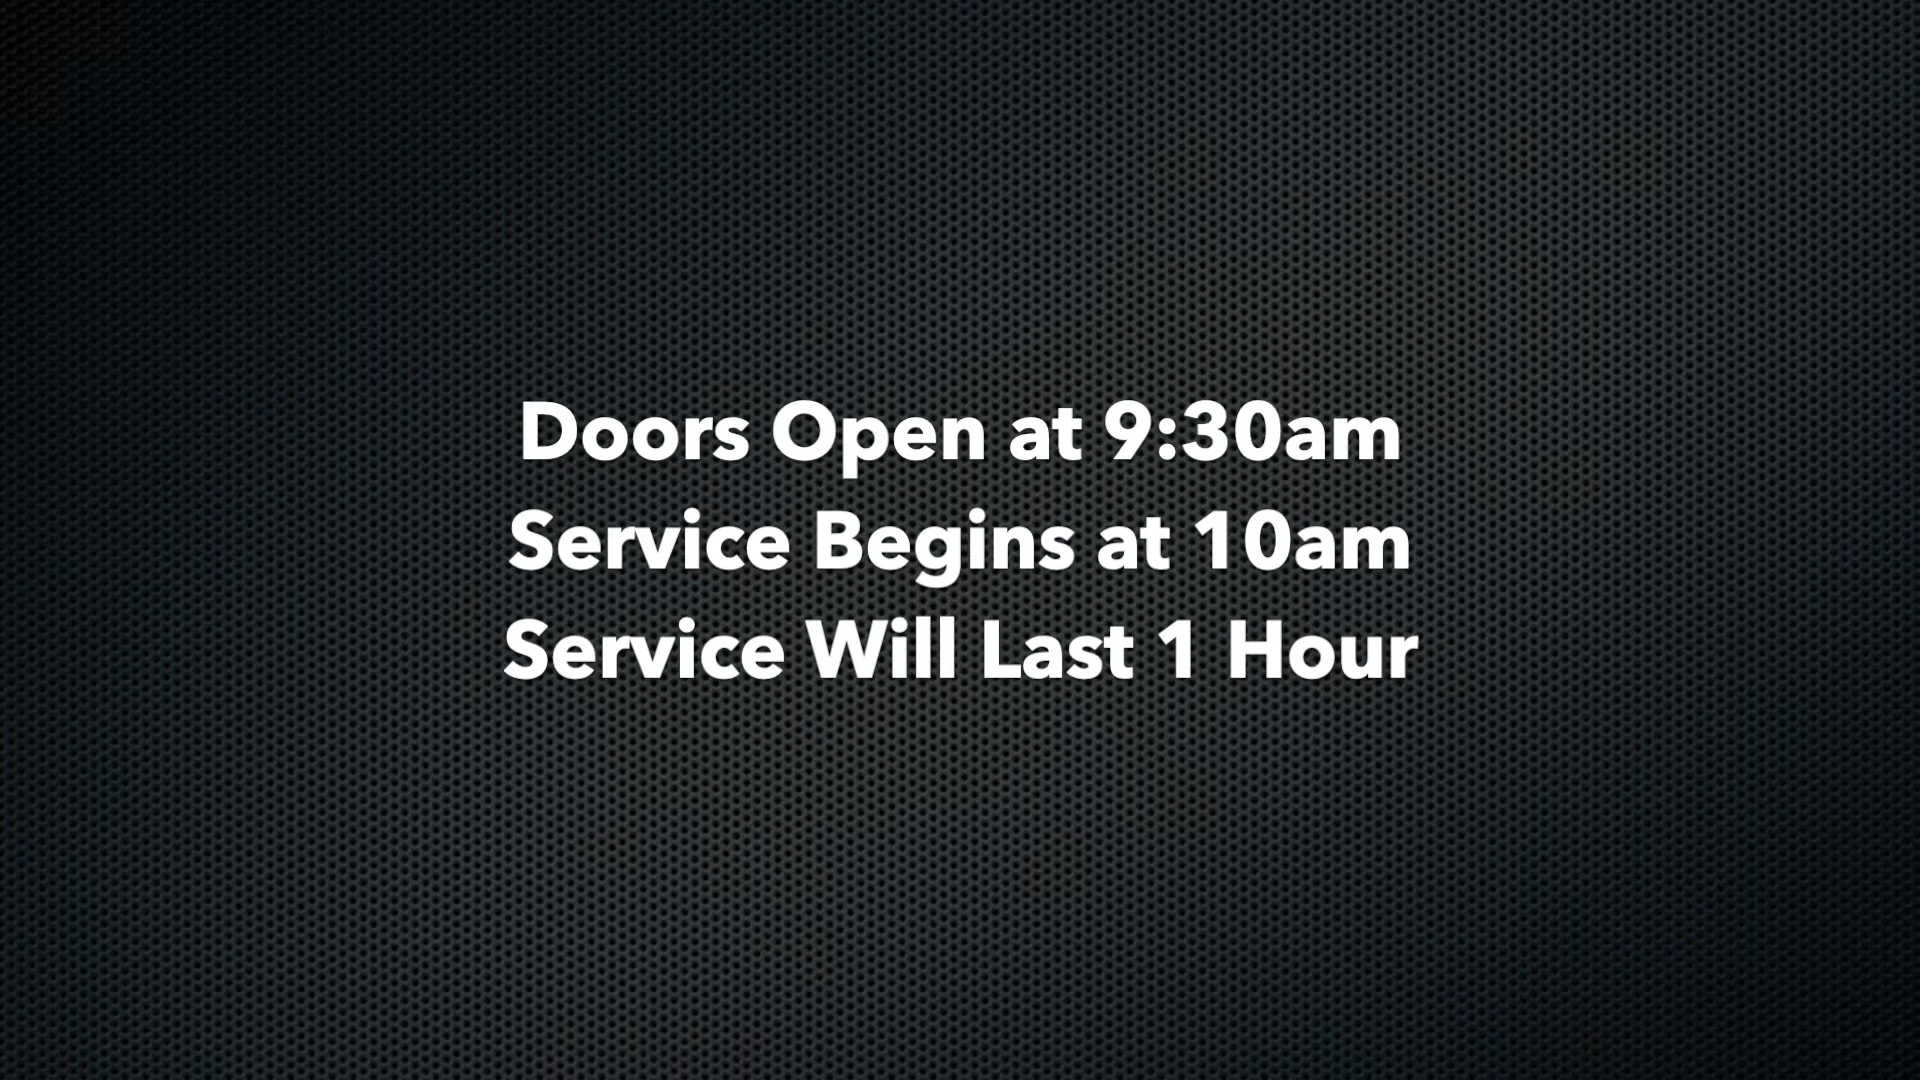 Doors Open at 9:30am
Service Begins at 10am
Service Will Last 1 Hour